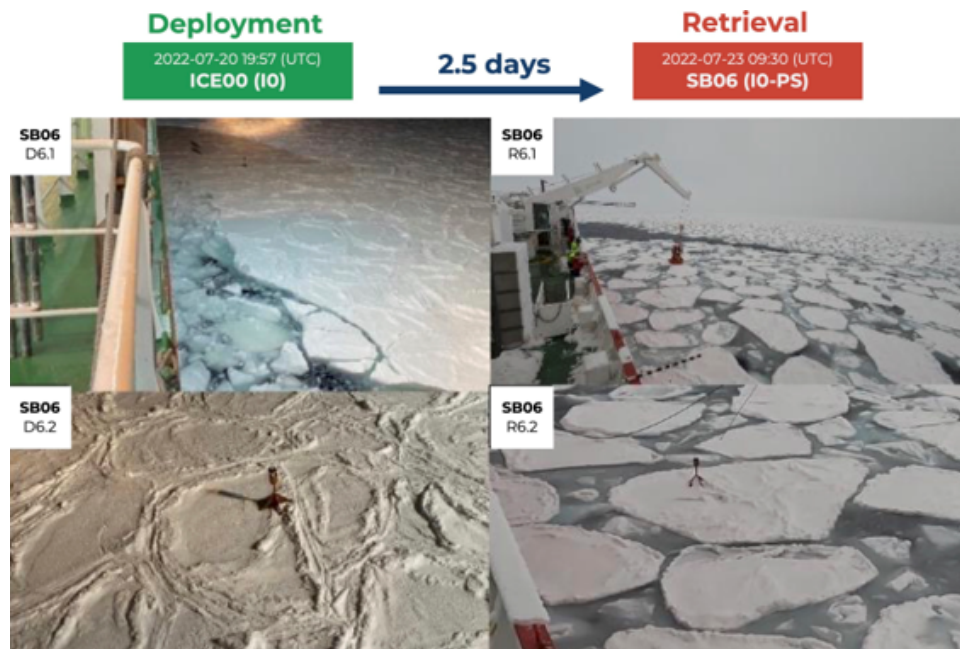 Deployment
2022-07-20 19:57 (UTC)
ICE00 (I0)
2.5 days
Retrieval
2022-07-23 09:30 (UTC)
SB06 (I0-PS)
SB06
D6.1
SB06
R6.1
SB06
D6.2
SB06
R6.2